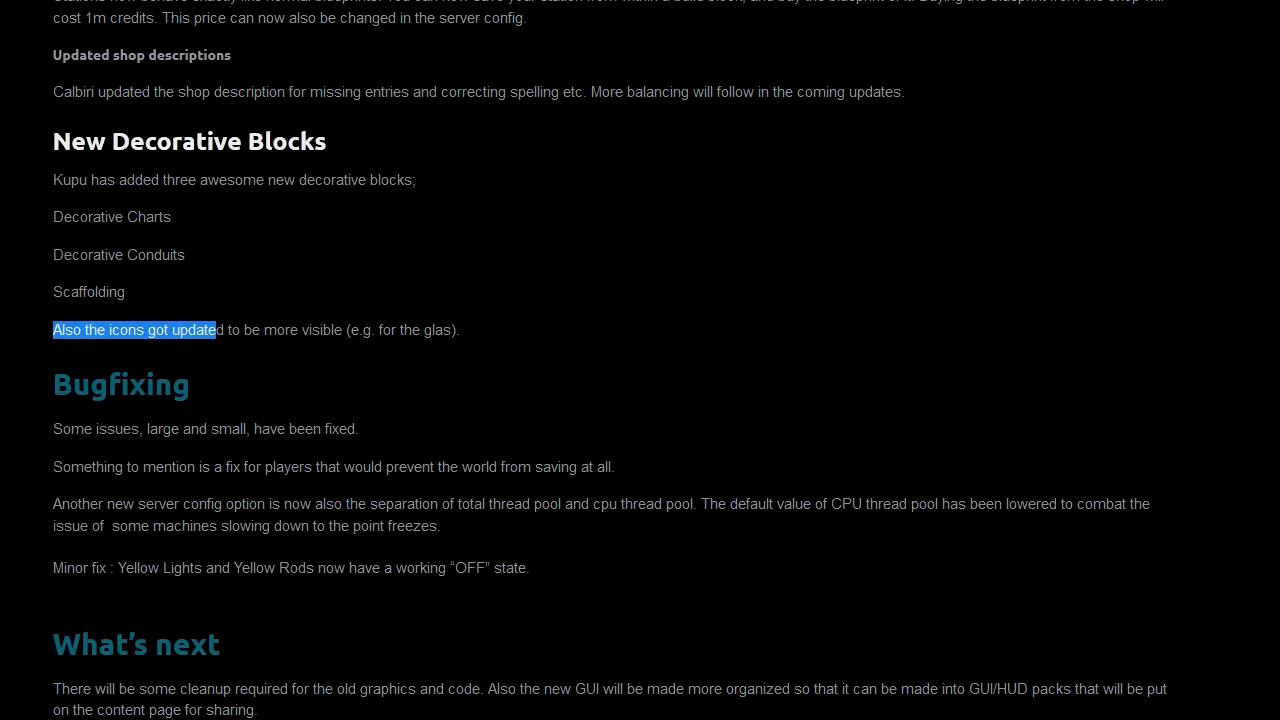 cost 1m credits. This price can now also be changed in the server config.
Updated shop descriptions
Calbiri updated the shop description for missing entries and correcting spelling etc. More balancing will follow in the coming updates.
New Decorative Blocks
Kupu has added three awesome new decorative blocks;
Decorative Charts
Decorative Conduits
Scaffolding
Also the icons got updated to be more visible (e.g. for the glas).
Bugfixing
Some issues, large and small, have been fixed.
Something to mention is a fix for players that would prevent the world from saving at all.
Another new server config option is now also the separation of total thread pool and cpu thread pool. The default value of CPU thread pool has been lowered to combat the
issue of  some machines slowing down to the point freezes.
Minor fix : Yellow Lights and Yellow Rods now have a working “OFF” state.
What’s next
There will be some cleanup required for the old graphics and code. Also the new GUI will be made more organized so that it can be made into GUI/HUD packs that will be put
on the content page for sharing.